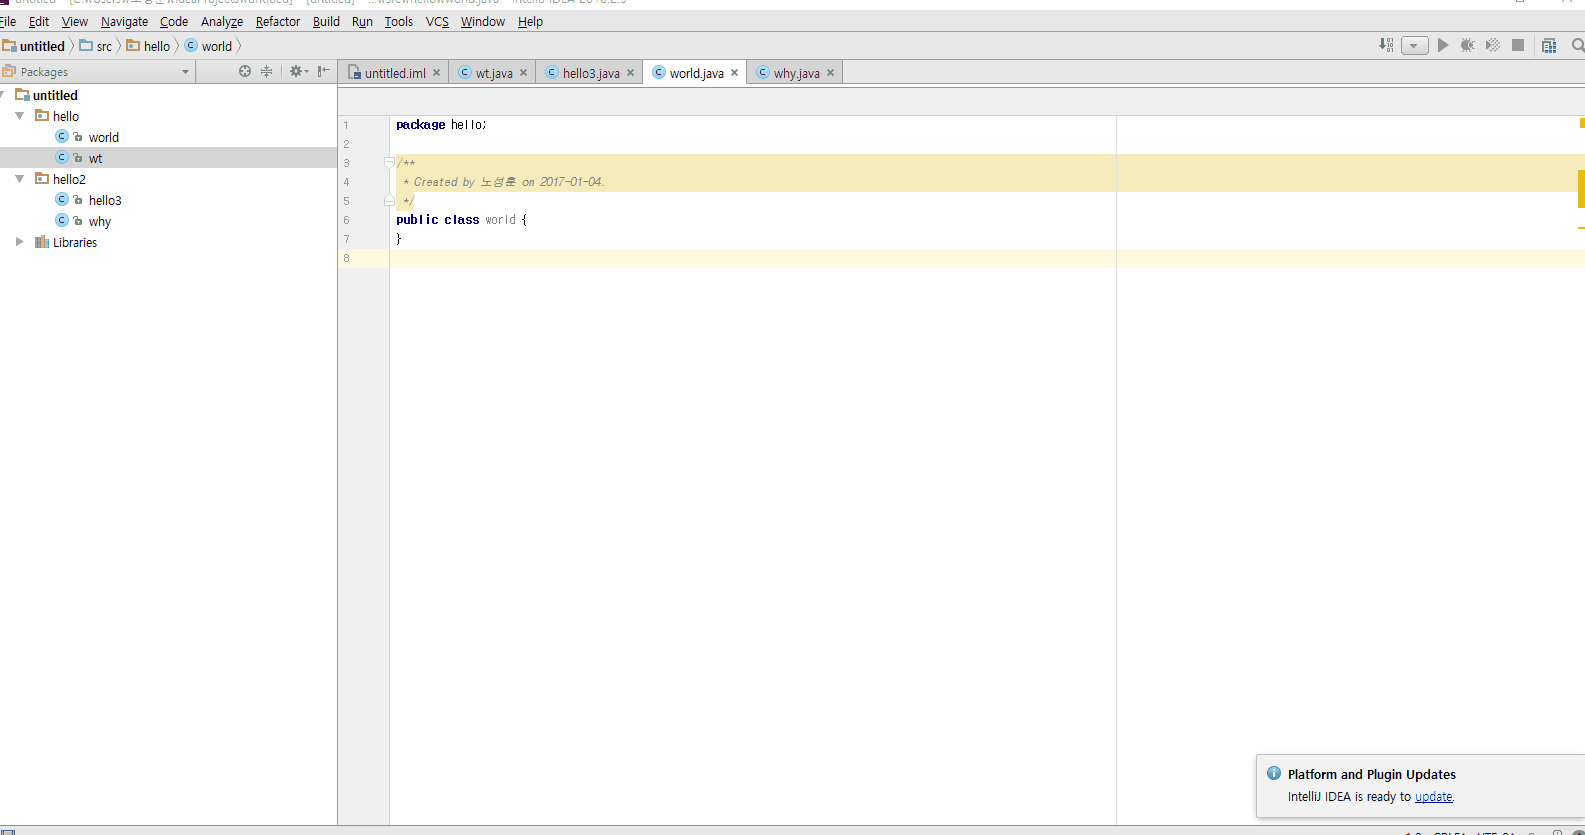 File Edit View Navigate Code Analyze Refactor Build Run Tools VCS Window Help
untitled src hello world
Packages
untitled.iml wt.java hello3.java world.java why.java
untitled
hello
world
wt
hello2
hello3
why
Libraries
1 package hello;
2
3 /**
4 * Created by 노성훈 on 2017-01-04.
5 */
6 public class world {
7 }
8
Platform and Plugin Updates
IntelliJ IDEA is ready to update.